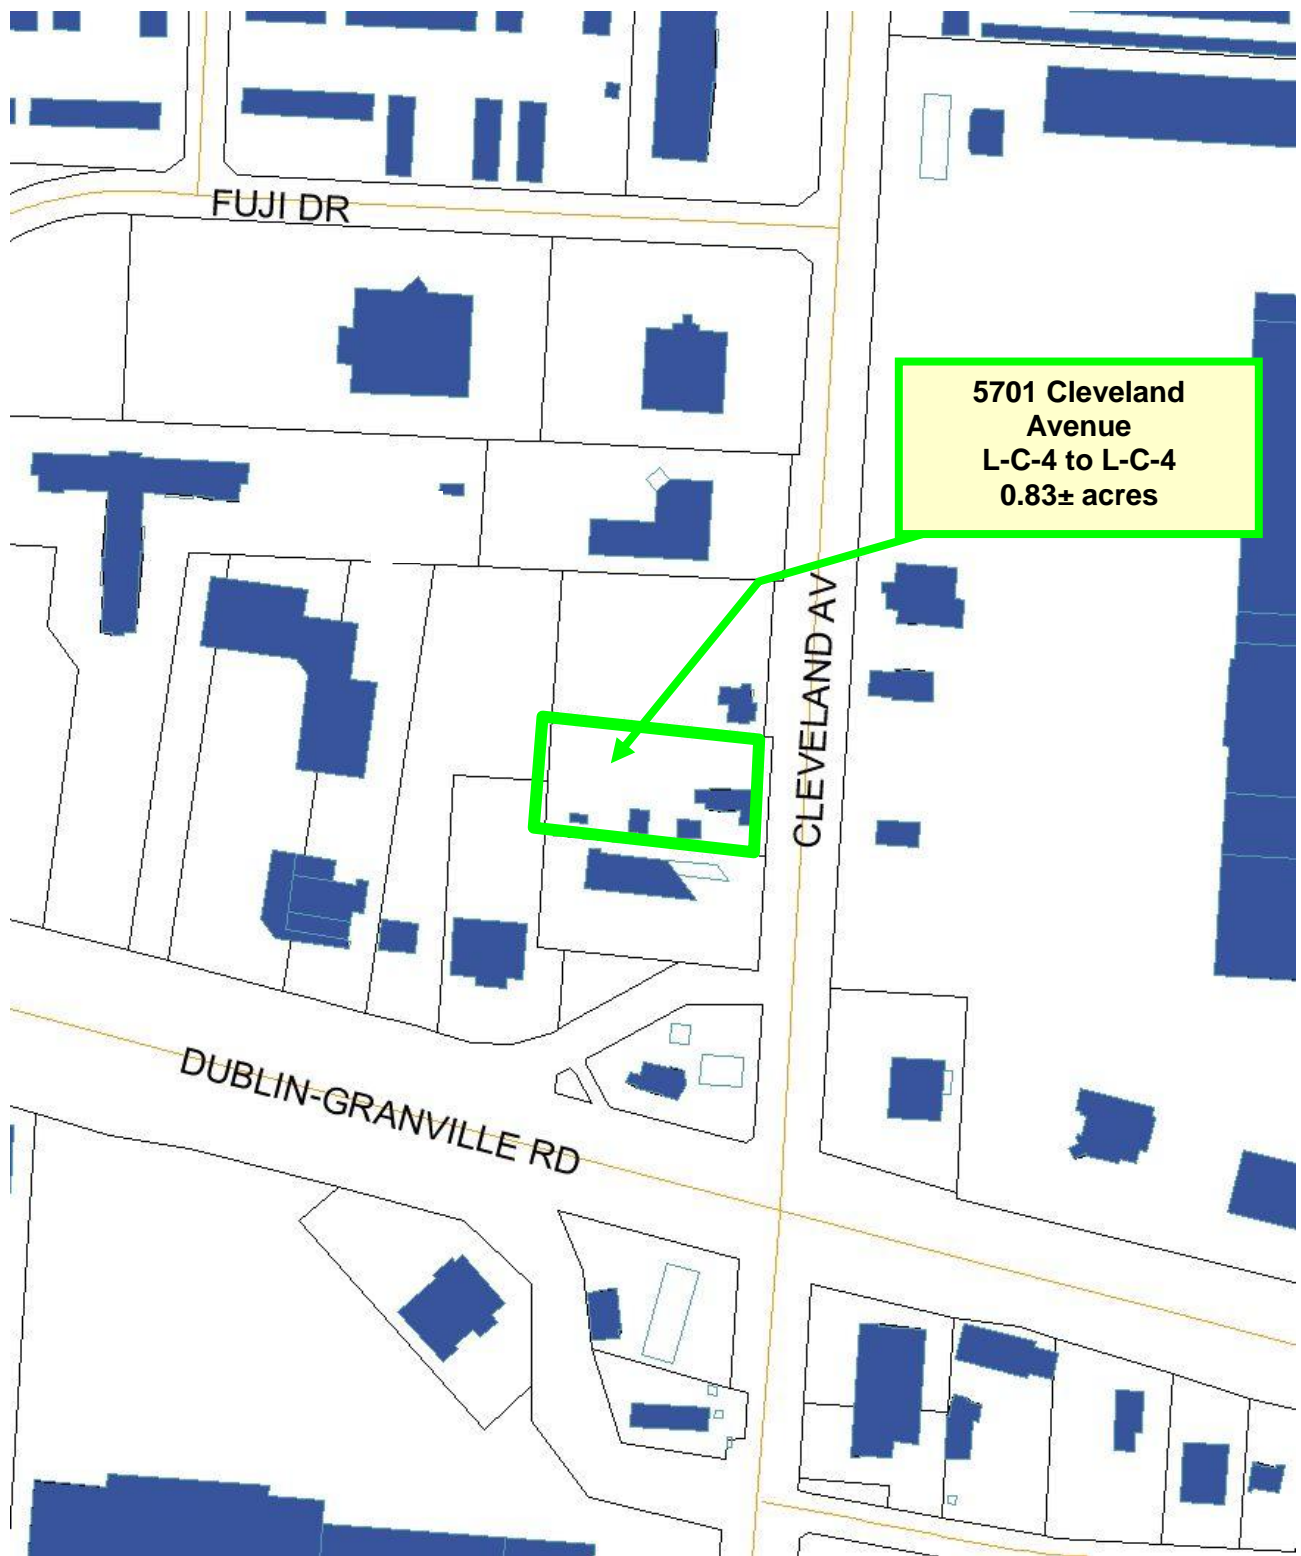 FUJI DR
5701 Cleveland
Avenue
L-C-4 to L-C-4
0.83± acres
CLEVELAND AV
DUBLIN-GRANVILLE RD